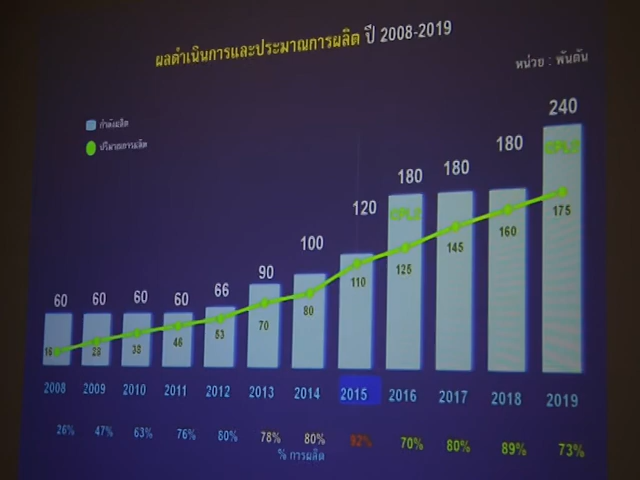 ผลดำเนินการและประมาณการผลิต ปี 2008-2019
หน่วย : พันตัน
กำลังผลิต
ปริมาณการผลิต
60 60 60 60 66 90 100 120 180 180 180 240
16 28 38 46 53 70 80 110 125 145 160 175
2008 2009 2010 2011 2012 2013 2014 2015 2016 2017 2018 2019
26% 47% 63% 76% 80% 78% 80% 92% 70% 80% 89% 73%
% การผลิต